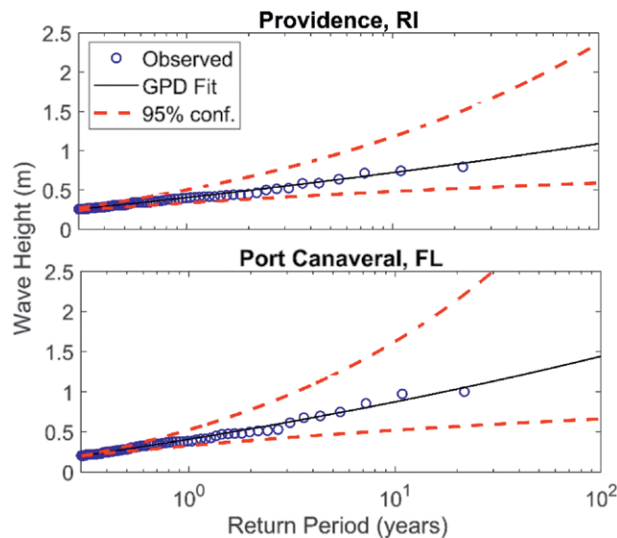 Providence, RI
2.5
2
1.5
1
0.5
0
Observed
GPD Fit
95% conf.
Wave Height (m)
Port Canaveral, FL
2.5
2
1.5
1
0.5
0
10⁰ 10¹ 10²
Return Period (years)